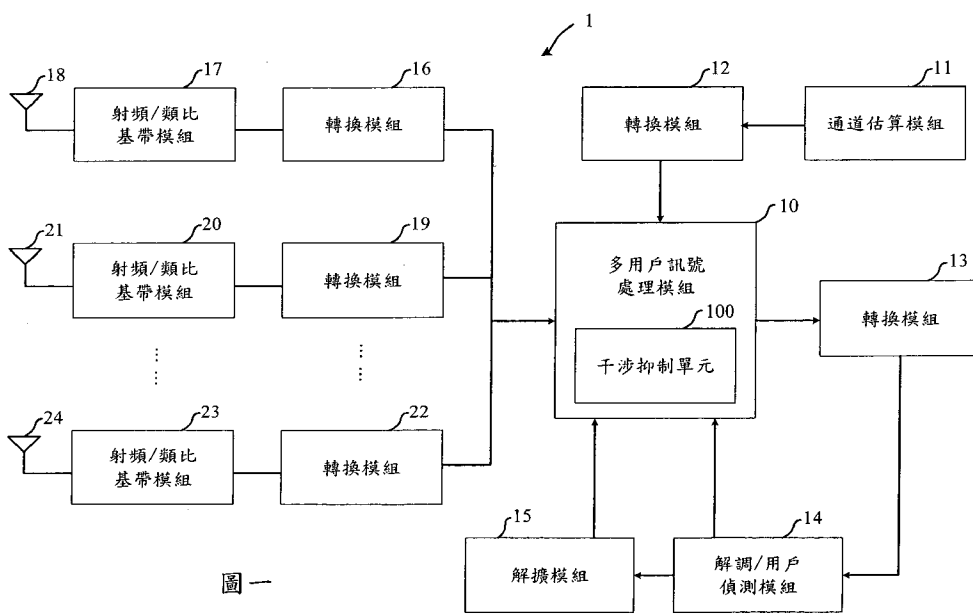 1
18
17
16
12
11
射頻/類比
基帶模組
轉換模組
轉換模組
通道估算模組
21
20
19
10
13
射頻/類比
基帶模組
轉換模組
多用戶訊號
處理模組
轉換模組
100
干涉抑制單元
24
23
22
射頻/類比
基帶模組
轉換模組
15
14
解擴模組
解調/用戶
偵測模組
圖一